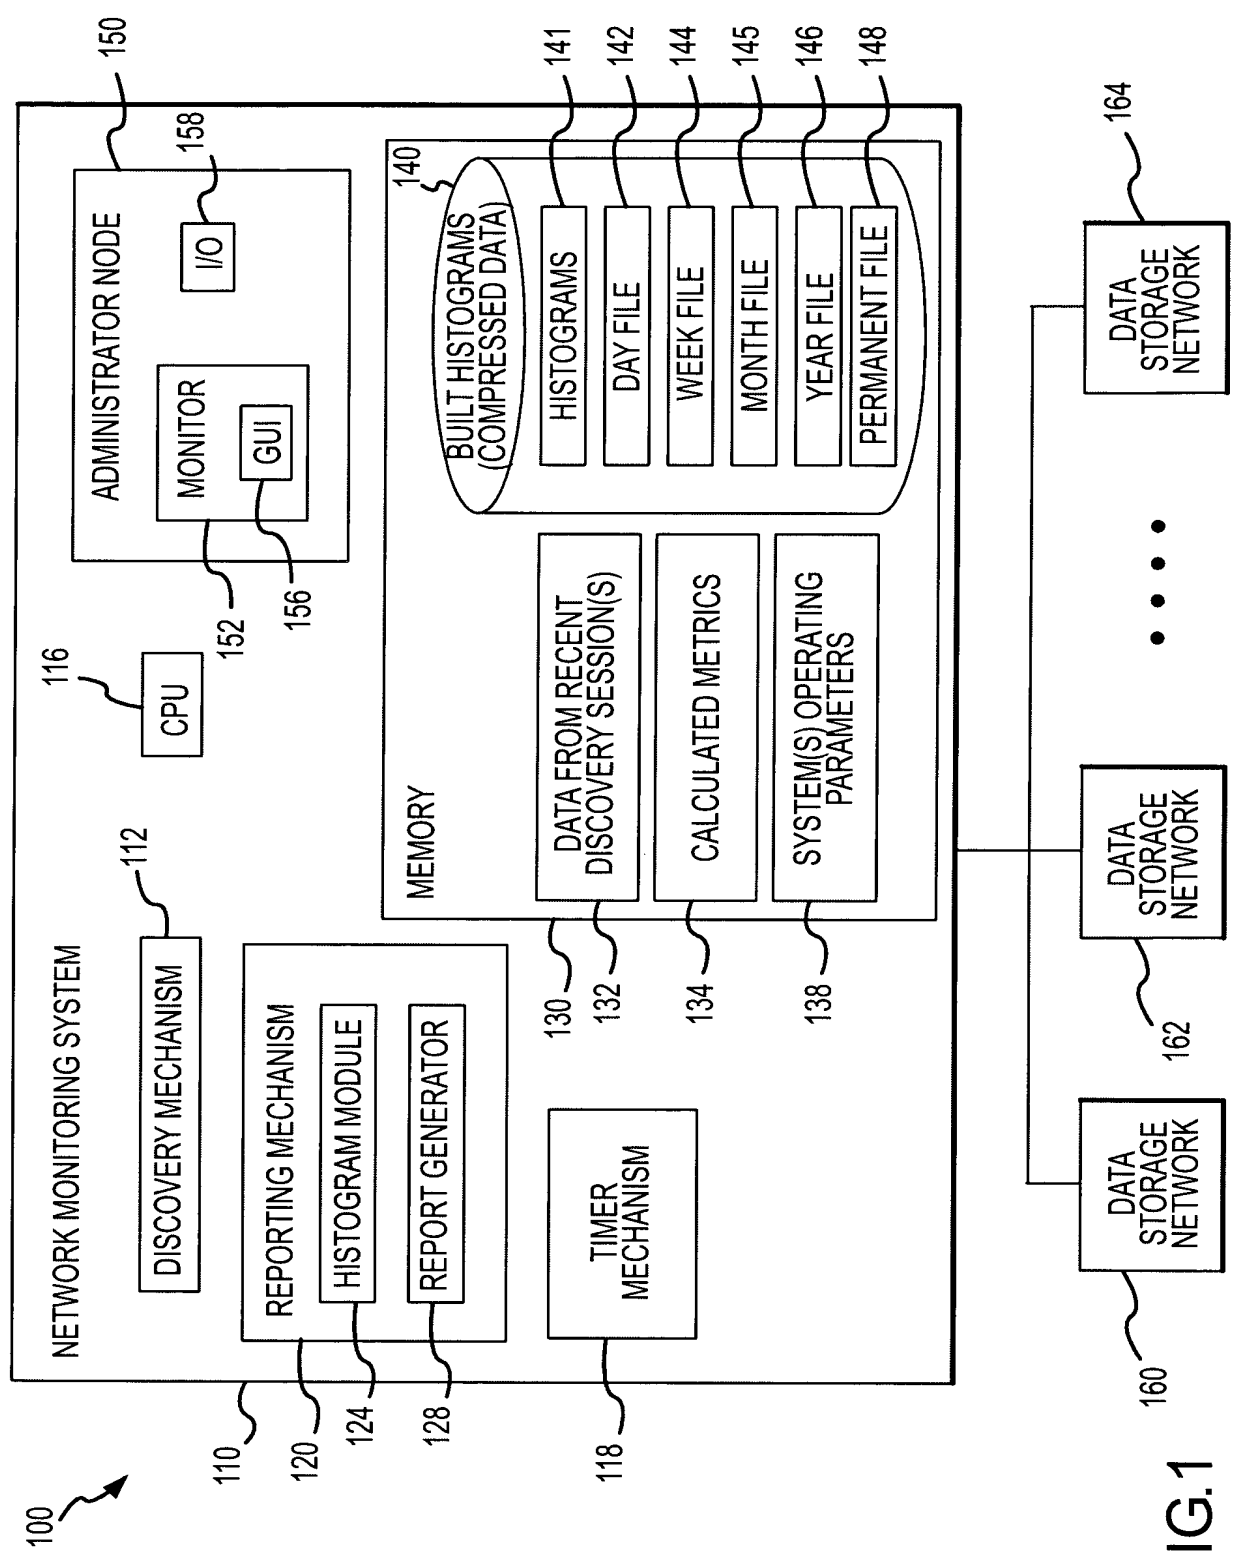 100
110
NETWORK MONITORING SYSTEM
DISCOVERY MECHANISM
112
CPU
116
ADMINISTRATOR NODE
150
MONITOR
152
GUI
156
I/O
158
REPORTING MECHANISM
120
HISTOGRAM MODULE
124
REPORT GENERATOR
128
TIMER
MECHANISM
118
MEMORY
130
DATA FROM RECENT
DISCOVERY SESSION(S)
132
CALCULATED METRICS
134
SYSTEM(S) OPERATING
PARAMETERS
138
BUILT HISTOGRAMS
(COMPRESSED DATA)
140
HISTOGRAMS
141
DAY FILE
142
WEEK FILE
144
MONTH FILE
145
YEAR FILE
146
PERMANENT FILE
148
DATA
STORAGE
NETWORK
160
DATA
STORAGE
NETWORK
162
DATA
STORAGE
NETWORK
164
IG.1